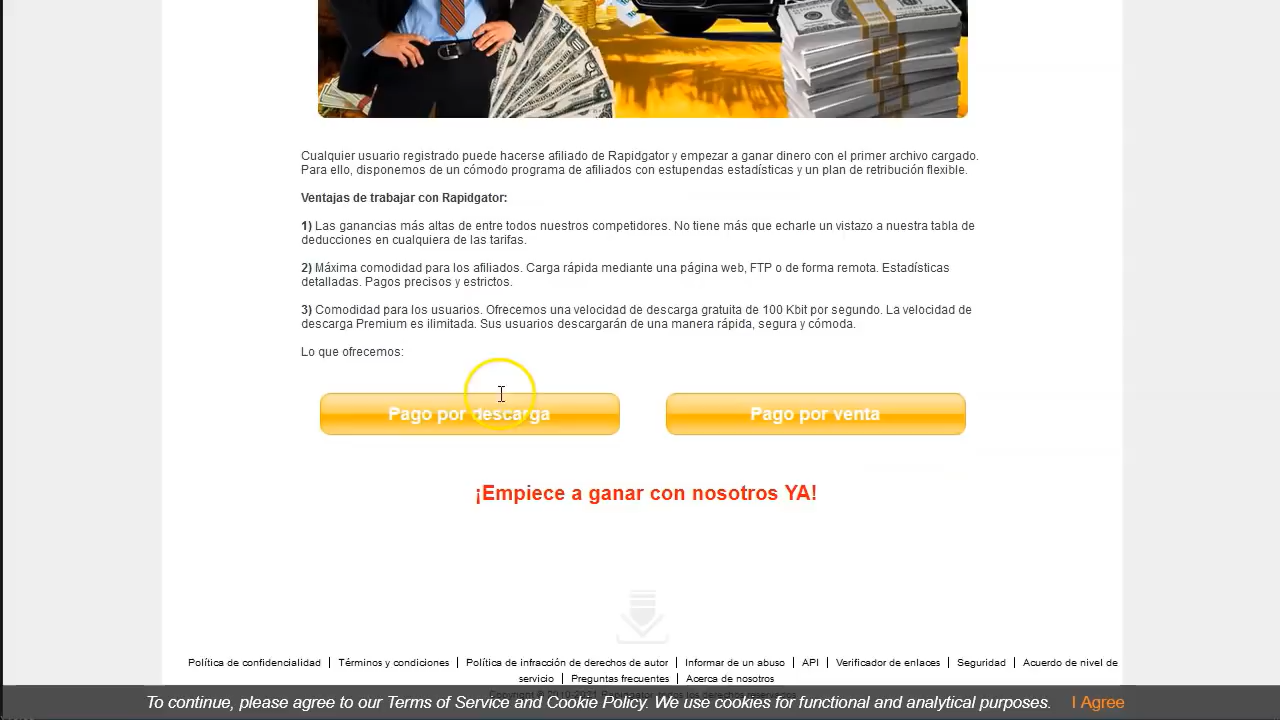 Cualquier usuario registrado puede hacerse afiliado de Rapidgator y empezar a ganar dinero con el primer archivo cargado.
Para ello, disponemos de un cómodo programa de afiliados con estupendas estadísticas y un plan de retribución flexible.
Ventajas de trabajar con Rapidgator:
1) Las ganancias más altas de entre todos nuestros competidores. No tiene más que echarle un vistazo a nuestra tabla de
deducciones en cualquiera de las tarifas.
2) Máxima comodidad para los afiliados. Carga rápida mediante una página web, FTP o de forma remota. Estadísticas
detalladas. Pagos precisos y estrictos.
3) Comodidad para los usuarios. Ofrecemos una velocidad de descarga gratuita de 100 Kbit por segundo. La velocidad de
descarga Premium es ilimitada. Sus usuarios descargarán de una manera rápida, segura y cómoda.
Lo que ofrecemos:
Pago por descarga Pago por venta
¡Empiece a ganar con nosotros YA!
Política de confidencialidad | Términos y condiciones | Política de infracción de derechos de autor | Informar de un abuso | API | Verificador de enlaces | Seguridad | Acuerdo de nivel de
servicio | Preguntas frecuentes | Acerca de nosotros
To continue, please agree to our Terms of Service and Cookie Policy. We use cookies for functional and analytical purposes. I Agree